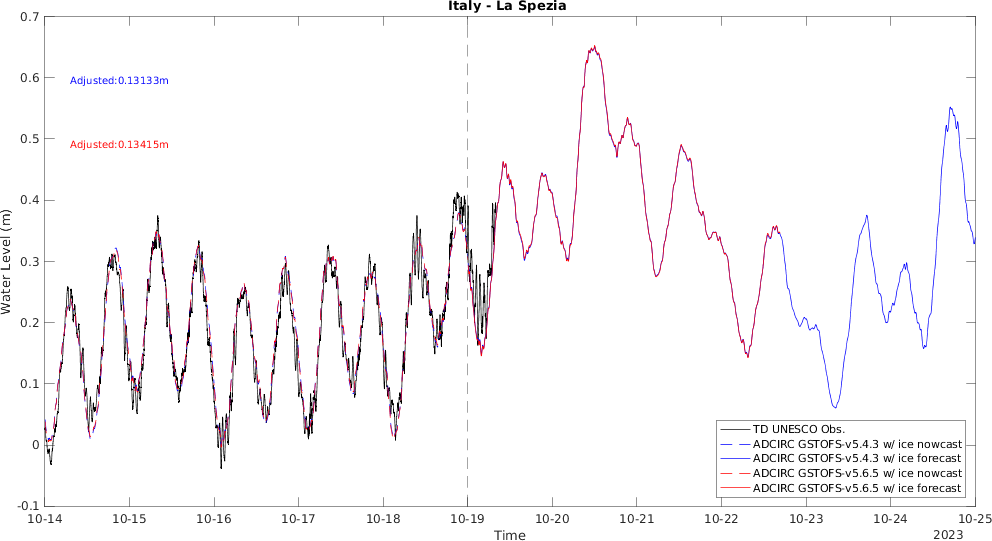 Italy - La Spezia
0.7
0.6
0.5
0.4
0.3
0.2
0.1
0
-0.1
Water Level (m)
Adjusted:0.13133m
Adjusted:0.13415m
TD UNESCO Obs.
ADCIRC GSTOFS-v5.4.3 w/ ice nowcast
ADCIRC GSTOFS-v5.4.3 w/ ice forecast
ADCIRC GSTOFS-v5.6.5 w/ ice nowcast
ADCIRC GSTOFS-v5.6.5 w/ ice forecast
10-14 10-15 10-16 10-17 10-18 10-19 10-20 10-21 10-22 10-23 10-24 10-25
Time
2023